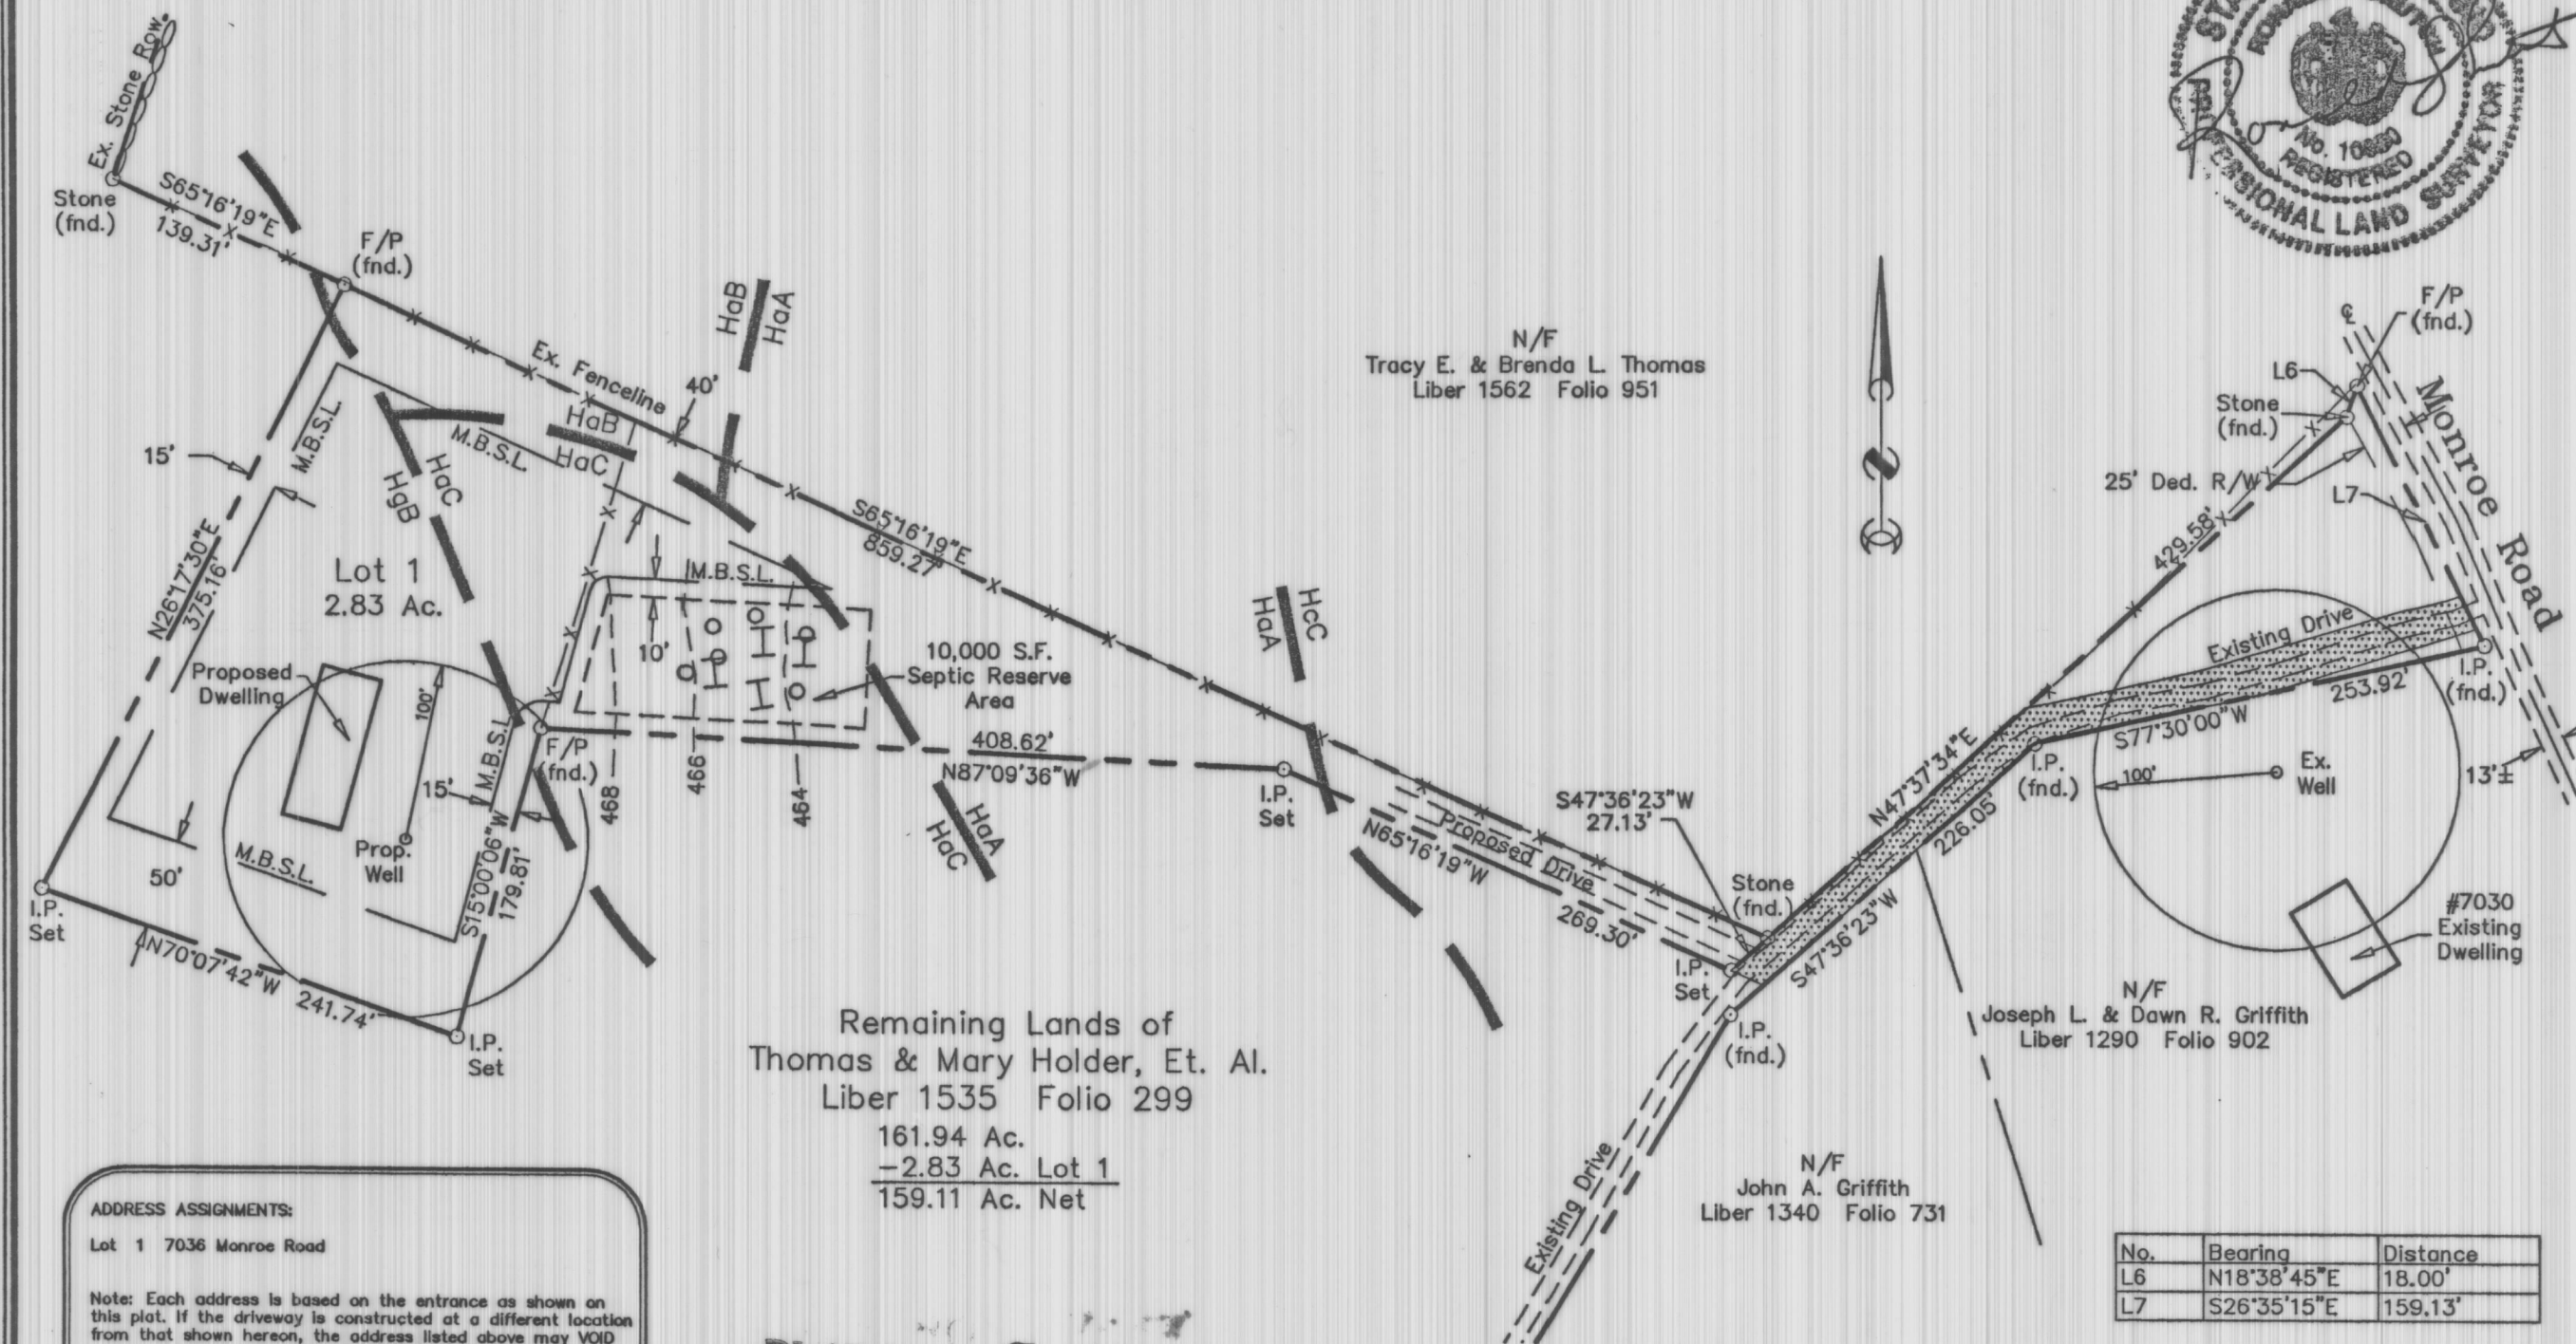 Ex. Stone Row.
Stone
(fnd.)
S65°16'19"E
139.31'
F/P
(fnd.)
HaB
HaA
Ex. Fenceline
40'
HaB
HaC
M.B.S.L.
M.B.S.L.
15'
HaC
HgB
N26°17'30"E
375.16'
Lot 1
2.83 Ac.
S65°16'19"E
859.27'
M.B.S.L.
10'
10,000 S.F.
Septic Reserve
Area
Proposed
Dwelling
100'
M.B.S.L.
15'
F/P
(fnd.)
468
466
464
408.62'
N87°09'36"W
HaA
HaC
Prop.
Well
M.B.S.L.
50'
S15°00'06"W
179.81'
I.P.
Set
N70°07'42"W
241.74'
I.P.
Set
N/F
Tracy E. & Brenda L. Thomas
Liber 1562 Folio 951
HcC
HaA
I.P.
Set
Proposed Drive
N65°16'19"W
269.30'
S47°36'23"W
27.13'
Stone
(fnd.)
I.P.
Set
I.P.
(fnd.)
N47°37'34"E
429.58'
226.05'
S47°36'23"W
No. 10
REGISTERED
LAND SURVEYOR
F/P
(fnd.)
L6
Stone
(fnd.)
25' Ded. R/W
L7
Monroe Road
Existing Drive
I.P.
(fnd.)
253.92'
S77°30'00"W
I.P.
(fnd.)
100'
Ex.
Well
13'±
#7030
Existing
Dwelling
N/F
Joseph L. & Dawn R. Griffith
Liber 1290 Folio 902
Remaining Lands of
Thomas & Mary Holder, Et. Al.
Liber 1535 Folio 299
161.94 Ac.
-2.83 Ac. Lot 1
159.11 Ac. Net
Existing Drive
N/F
John A. Griffith
Liber 1340 Folio 731
ADDRESS ASSIGNMENTS:
Lot 1 7036 Monroe Road
Note: Each address is based on the entrance as shown on
this plat. If the driveway is constructed at a different location
from that shown hereon, the address listed above may VOID
No. Bearing Distance
L6 N18°38'45"E 18.00'
L7 S26°35'15"E 159.13'